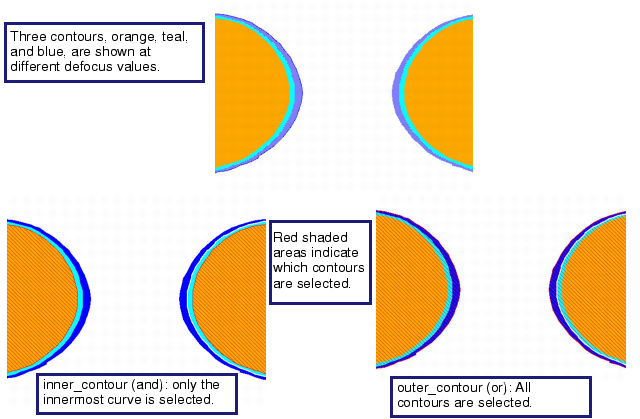 Three contours, orange, teal,
and blue, are shown at
different defocus values.
Red shaded
areas indicate
which contours
are selected.
inner_contour (and): only the
innermost curve is selected.
outer_contour (or): All
contours are selected.